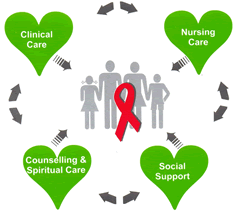 Clinical
Care
Nursing
Care
Counselling &
Spiritual Care
Social
Support